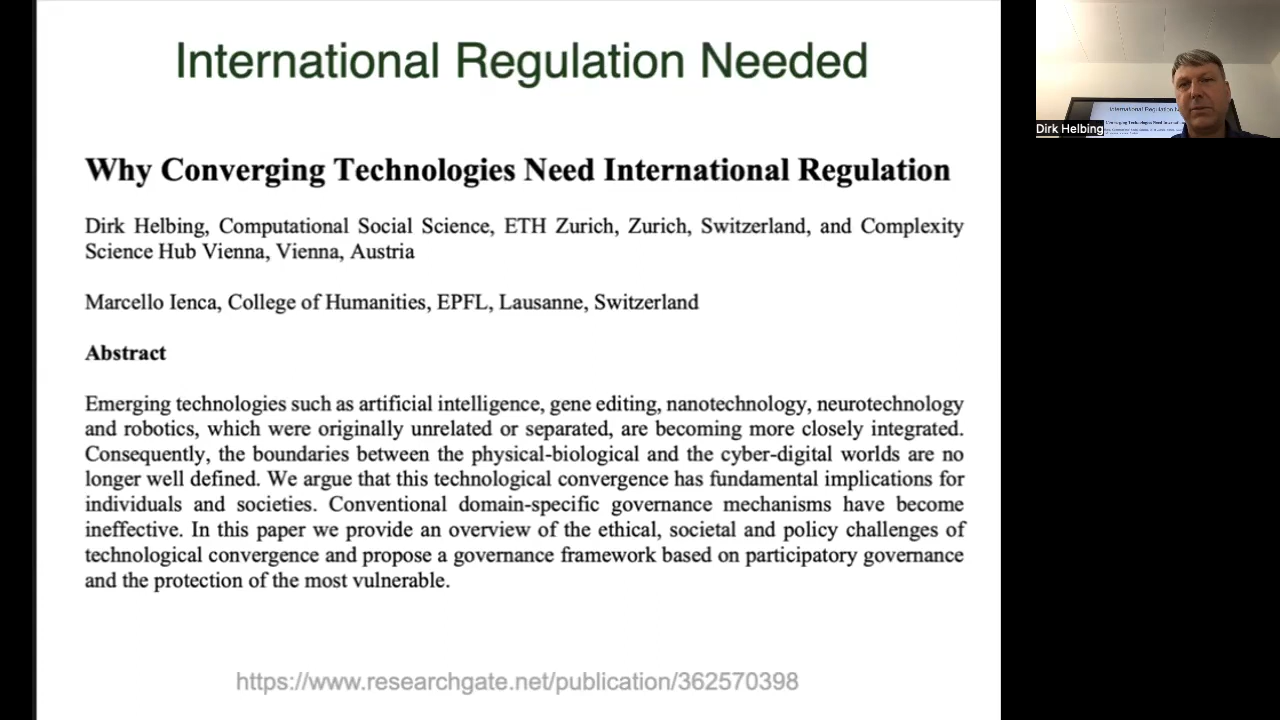 International Regulation Needed
Why Converging Technologies Need International Regulation
Dirk Helbing, Computational Social Science, ETH Zurich, Zurich, Switzerland, and Complexity
Science Hub Vienna, Vienna, Austria
Marcello Ienca, College of Humanities, EPFL, Lausanne, Switzerland
Abstract
Emerging technologies such as artificial intelligence, gene editing, nanotechnology, neurotechnology
and robotics, which were originally unrelated or separated, are becoming more closely integrated.
Consequently, the boundaries between the physical-biological and the cyber-digital worlds are no
longer well defined. We argue that this technological convergence has fundamental implications for
individuals and societies. Conventional domain-specific governance mechanisms have become
ineffective. In this paper we provide an overview of the ethical, societal and policy challenges of
technological convergence and propose a governance framework based on participatory governance
and the protection of the most vulnerable.
https://www.researchgate.net/publication/362570398
International Regulation
Converging Technologies Need
Dirk Helbing